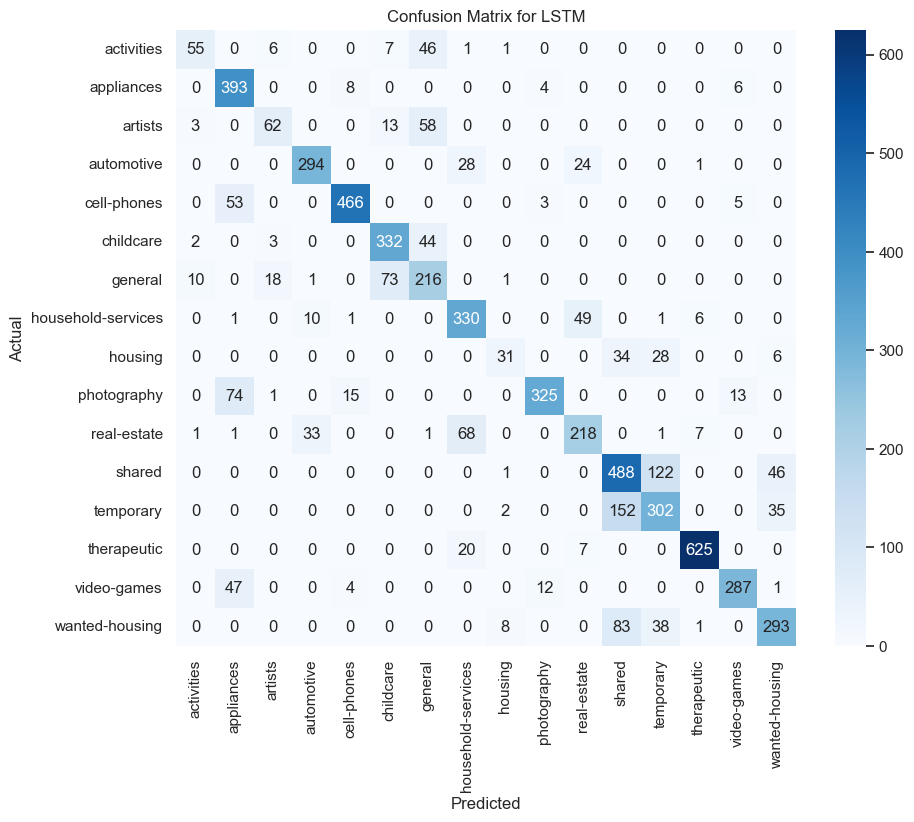 Confusion Matrix for LSTM
activities 55 0 6 0 0 7 46 1 1 0 0 0 0 0 0 0
appliances 0 393 0 0 8 0 0 0 0 4 0 0 0 0 6 0
artists 3 0 62 0 0 13 58 0 0 0 0 0 0 0 0 0
automotive 0 0 0 294 0 0 0 28 0 0 24 0 0 1 0 0
cell-phones 0 53 0 0 466 0 0 0 0 3 0 0 0 0 5 0
childcare 2 0 3 0 0 332 44 0 0 0 0 0 0 0 0 0
general 10 0 18 1 0 73 216 0 1 0 0 0 0 0 0 0
household-services 0 1 0 10 1 0 0 330 0 0 49 0 1 6 0 0
housing 0 0 0 0 0 0 0 0 31 0 0 34 28 0 0 6
photography 0 74 1 0 15 0 0 0 0 325 0 0 0 0 13 0
real-estate 1 1 0 33 0 0 1 68 0 0 218 0 1 7 0 0
shared 0 0 0 0 0 0 0 0 1 0 0 488 122 0 0 46
temporary 0 0 0 0 0 0 0 0 2 0 0 152 302 0 0 35
therapeutic 0 0 0 0 0 0 0 20 0 0 7 0 0 625 0 0
video-games 0 47 0 0 4 0 0 0 0 12 0 0 0 0 287 1
wanted-housing 0 0 0 0 0 0 0 0 8 0 0 83 38 1 0 293
activities appliances artists automotive cell-phones childcare general household-services housing photography real-estate shared temporary therapeutic video-games wanted-housing
Actual
Predicted
600
500
400
300
200
100
0